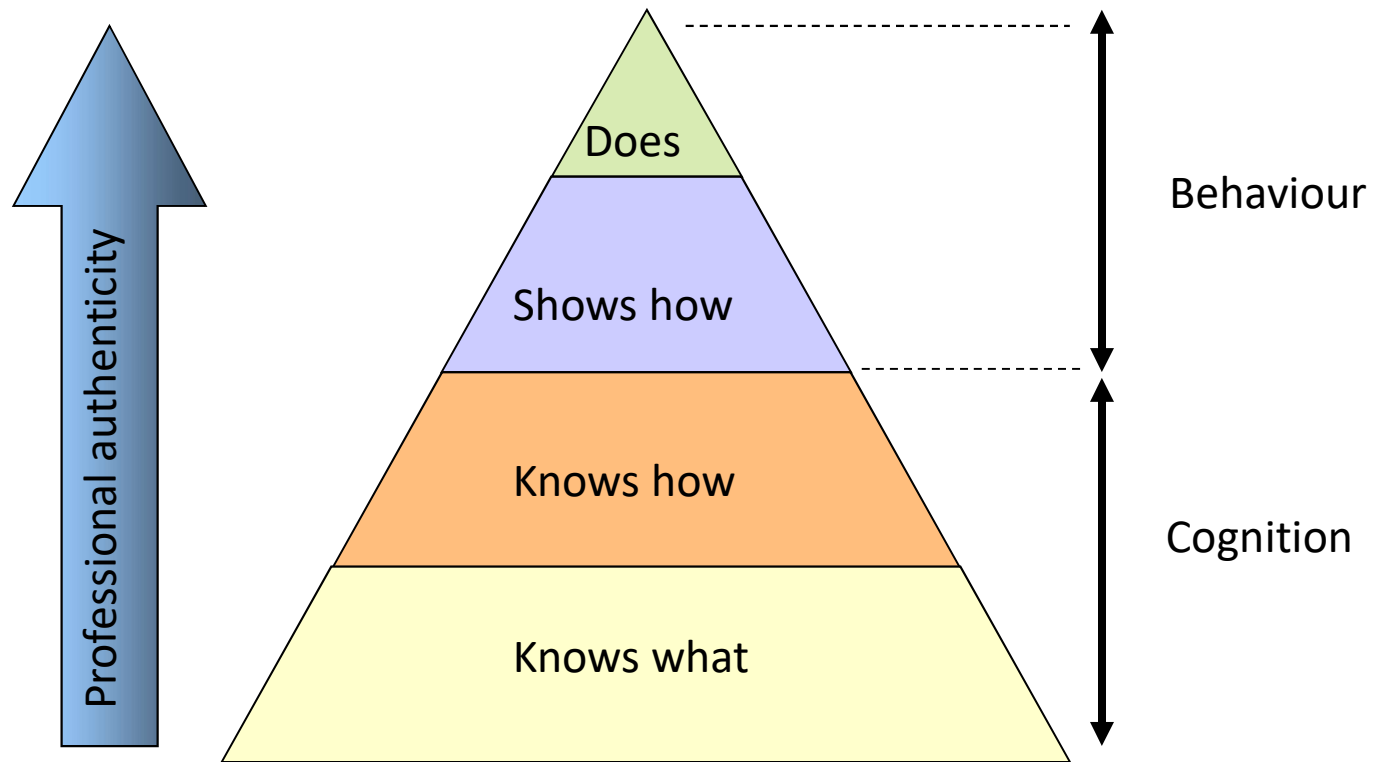 Does
Behaviour
Shows how
Professional authenticity
Knows how
Cognition
Knows what